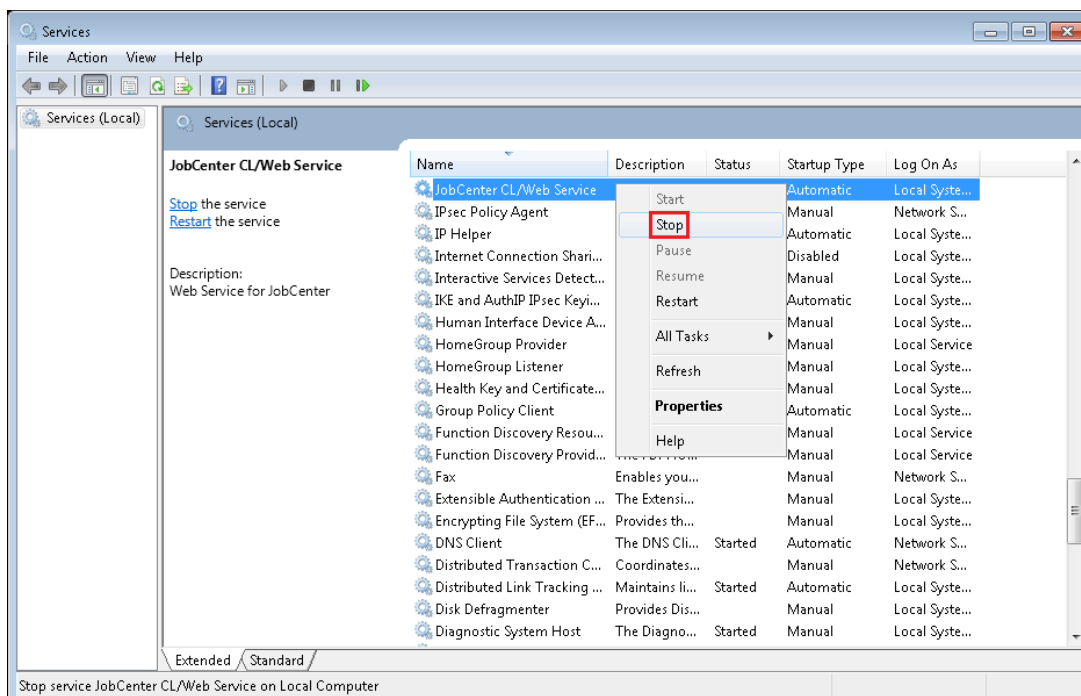 Services
File Action View Help
Services (Local)
Services (Local)
JobCenter CL/Web Service
Stop the service
Restart the service
Description:
Web Service for JobCenter
Name Description Status Startup Type Log On As
JobCenter CL/Web Service Automatic Local Syste...
IPsec Policy Agent Manual Network S...
IP Helper Automatic Local Syste...
Internet Connection Shari... Disabled Local Syste...
Interactive Services Detect... Manual Local Syste...
IKE and AuthIP IPsec Keyi... Automatic Local Syste...
Human Interface Device A... Manual Local Syste...
HomeGroup Provider Manual Local Service
HomeGroup Listener Manual Local Syste...
Health Key and Certificate... Manual Local Syste...
Group Policy Client Automatic Local Syste...
Function Discovery Resou... Manual Local Service
Function Discovery Provid... Manual Local Service
Fax Enables you... Manual Network S...
Extensible Authentication ... The Extensi... Manual Local Syste...
Encrypting File System (EF... Provides th... Manual Local Syste...
DNS Client The DNS Cli... Started Automatic Network S...
Distributed Transaction C... Coordinates... Manual Network S...
Distributed Link Tracking ... Maintains li... Started Automatic Local Syste...
Disk Defragmenter Provides Dis... Manual Local Syste...
Diagnostic System Host The Diagno... Started Manual Local Syste...
Start
Stop
Pause
Resume
Restart
All Tasks
Refresh
Properties
Help
Extended Standard
Stop service JobCenter CL/Web Service on Local Computer